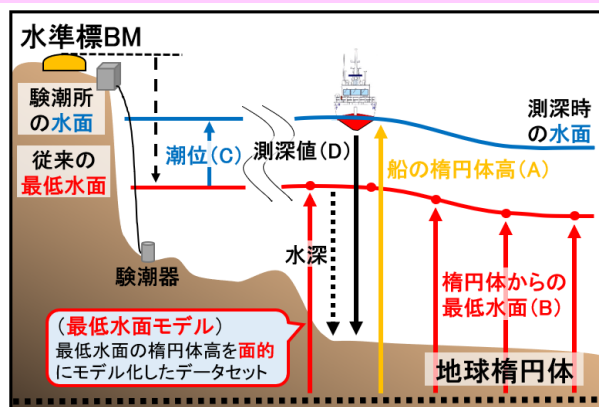 水準標BM
験潮所
の水面
従来の
最低水面
潮位(C)
測深値(D)
測深時
の水面
船の楕円体高(A)
水深
験潮器
楕円体からの
最低水面(B)
(最低水面モデル)
最低水面の楕円体高を面的
にモデル化したデータセット
地球楕円体